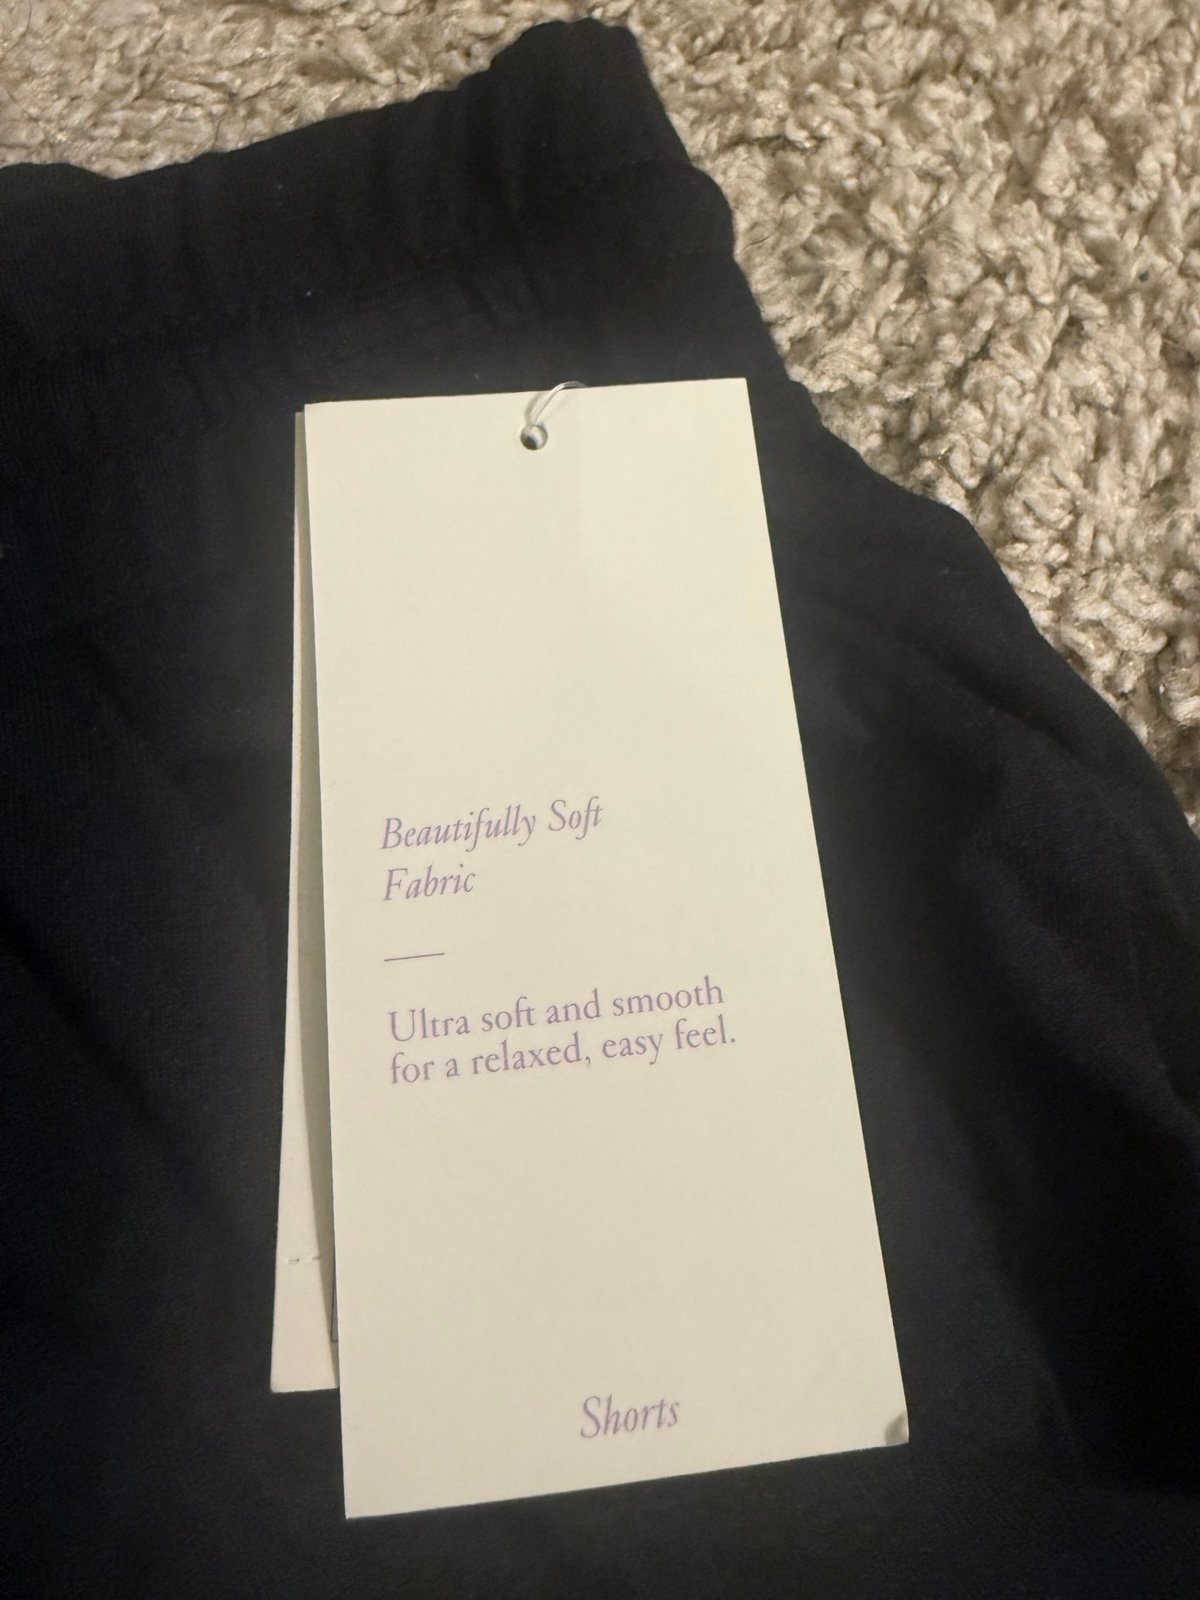 Beautifully Soft
Fabric
Ultra soft and smooth
for a relaxed, easy feel.
Shorts